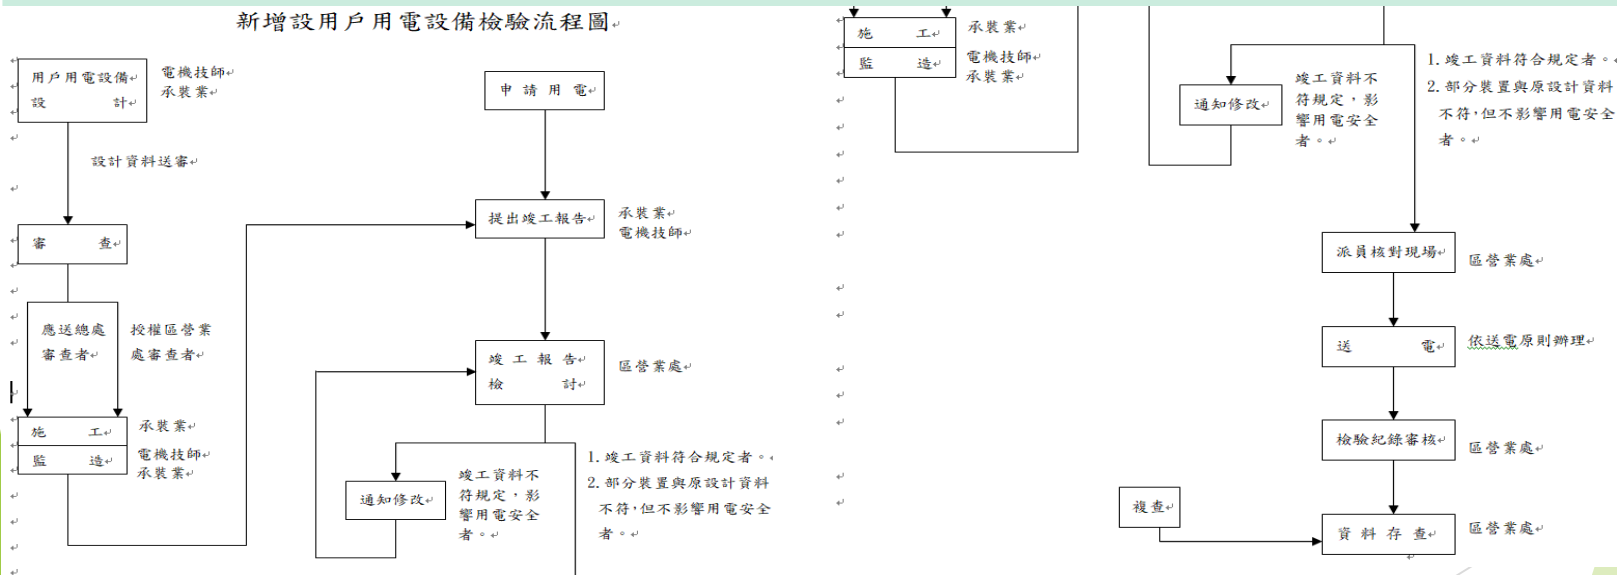 新增設用戶用電設備檢驗流程圖
用戶用電設備
設 計
電機技師
承裝業
設計資料送審
審 查
應送總處
審查者
授權區營業
處審查者
施 工
承裝業
監 造
電機技師
承裝業
申 請 用 電
提出竣工報告
承裝業
電機技師
竣 工 報 告
檢 討
區營業處
通知修改
竣工資料不
符規定，影
響用電安全
者。
1. 竣工資料符合規定者。
2. 部分裝置與原設計資料
不符，但不影響用電安全
者。
施 工
承裝業
監 造
電機技師
承裝業
通知修改
竣工資料不
符規定，影
響用電安全
者。
1. 竣工資料符合規定者。
2. 部分裝置與原設計資料
不符，但不影響用電安全
者。
派員核對現場
區營業處
送 電
依送電原則辦理
檢驗紀錄審核
區營業處
複查
資 料 存 查
區營業處